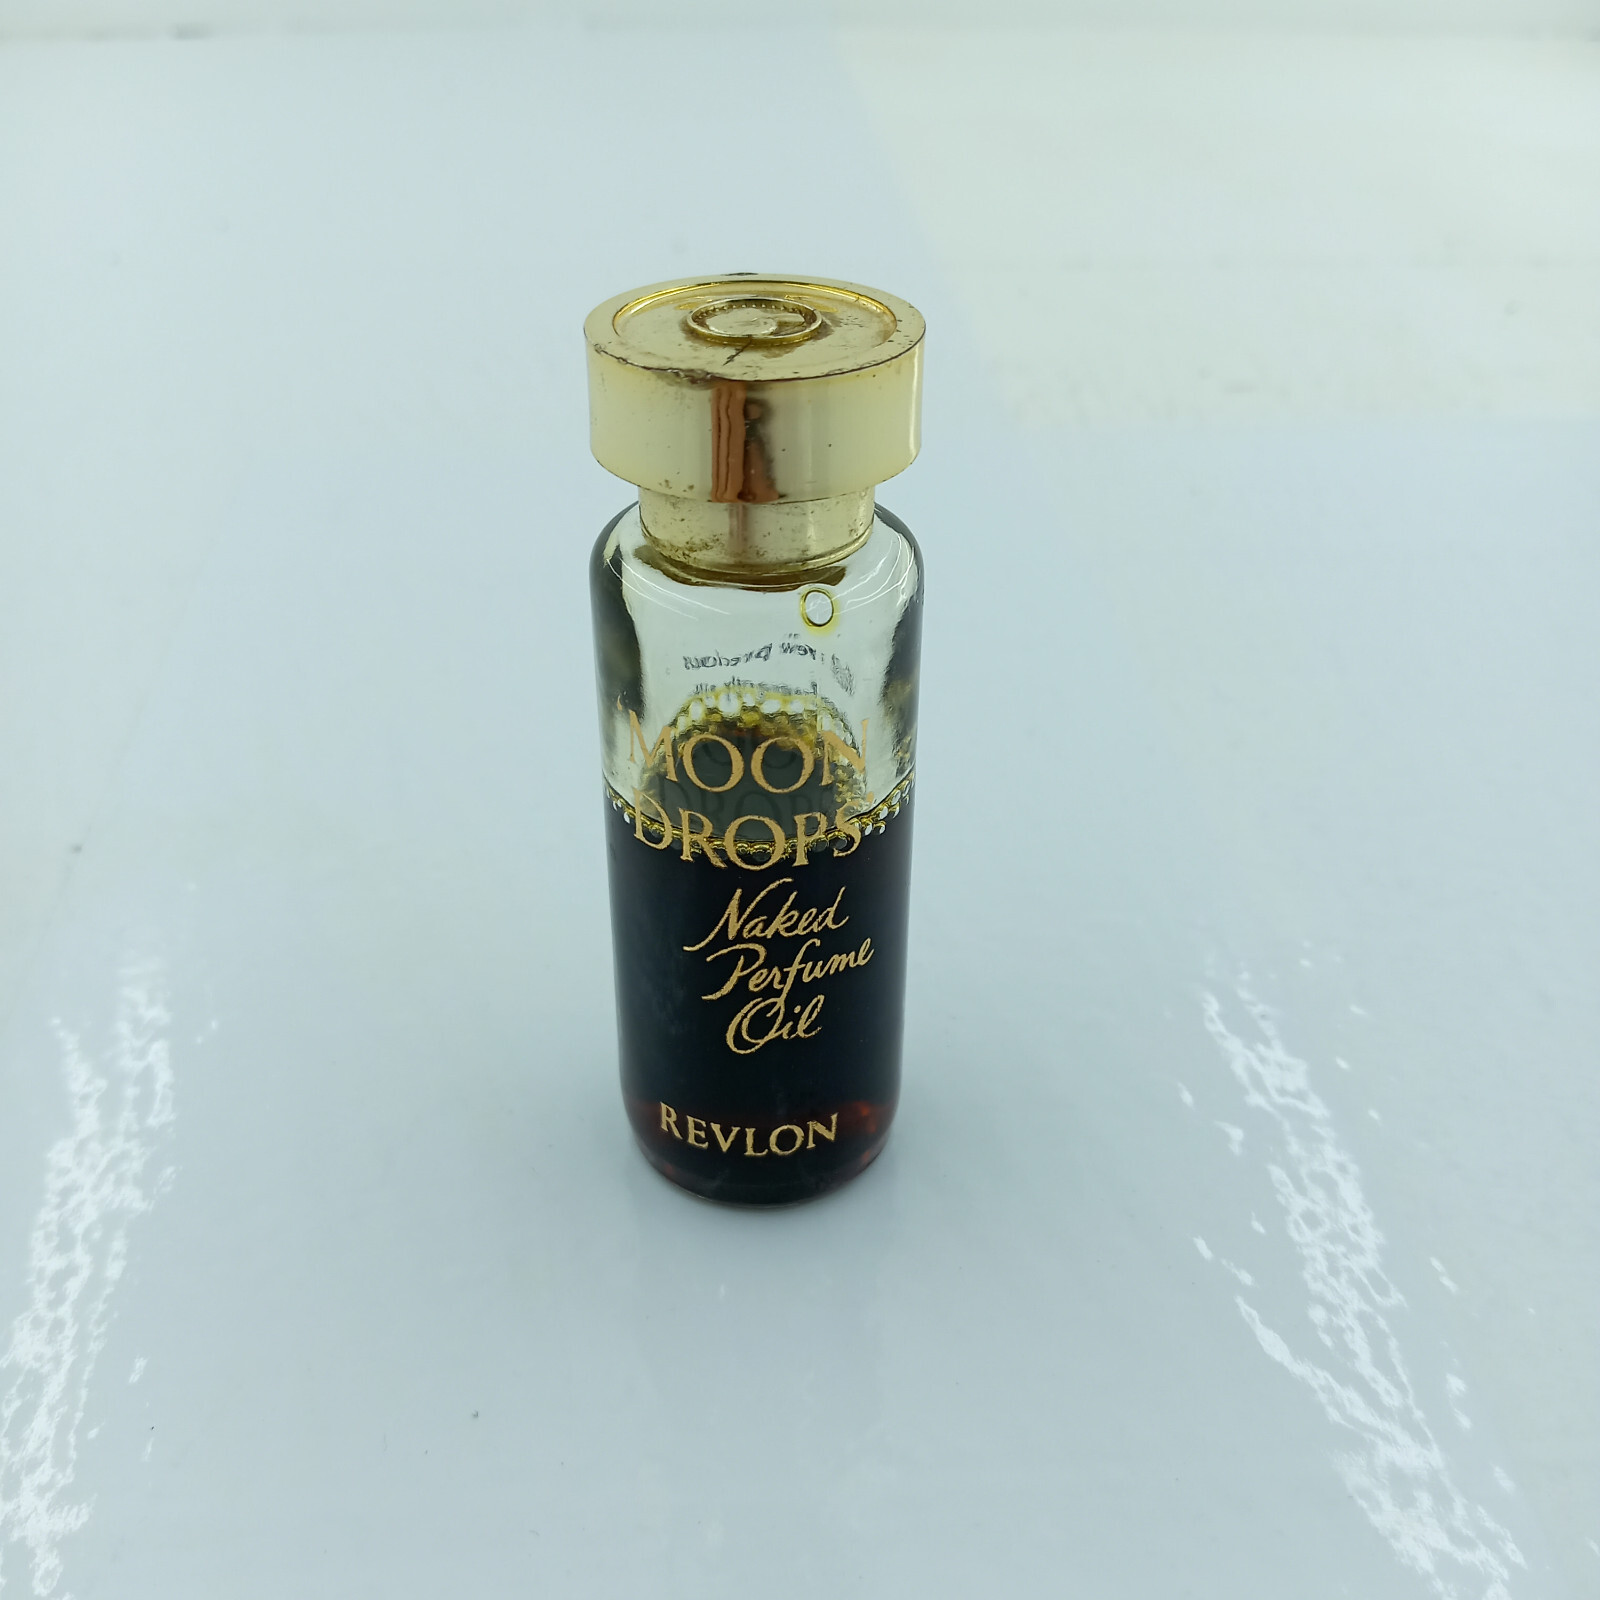 'MOON
DROPS'
Naked
Perfume
Oil
REVLON